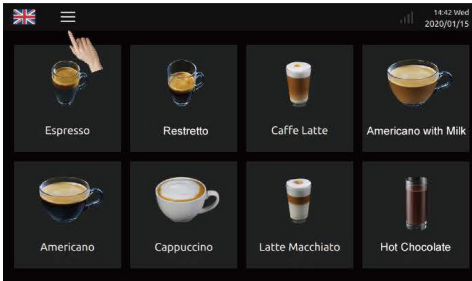 14:42 Wed
2020/01/15
Espresso
Restretto
Caffe Latte
Americano with Milk
Americano
Cappuccino
Latte Macchiato
Hot Chocolate